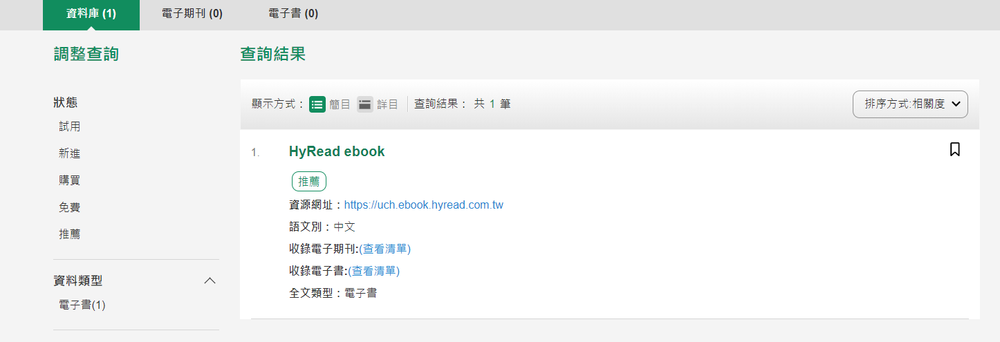 資料庫 (1) 電子期刊 (0) 電子書 (0)
調整查詢
狀態
試用
新進
購買
免費
推薦
資料類型
電子書(1)
查詢結果
顯示方式： 簡目 詳目 查詢結果： 共 1 筆 排序方式:相關度
1. HyRead ebook
推薦
資源網址：https://uch.ebook.hyread.com.tw
語文別：中文
收錄電子期刊:(查看清單)
收錄電子書:(查看清單)
全文類型：電子書